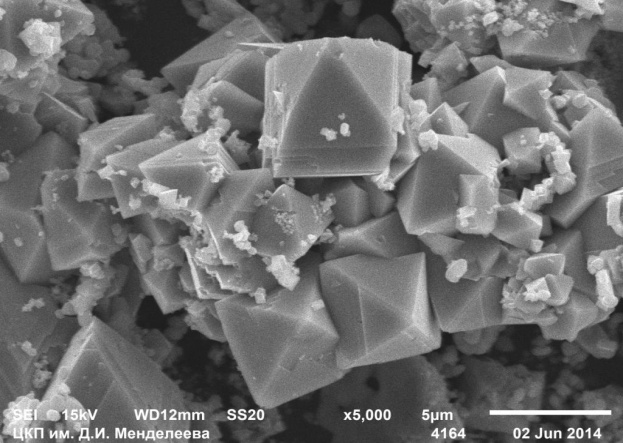 SEI 15kV WD12mm SS20 x5,000 5µm
ЦКП им. Д.И. Менделеева 4164 02 Jun 2014